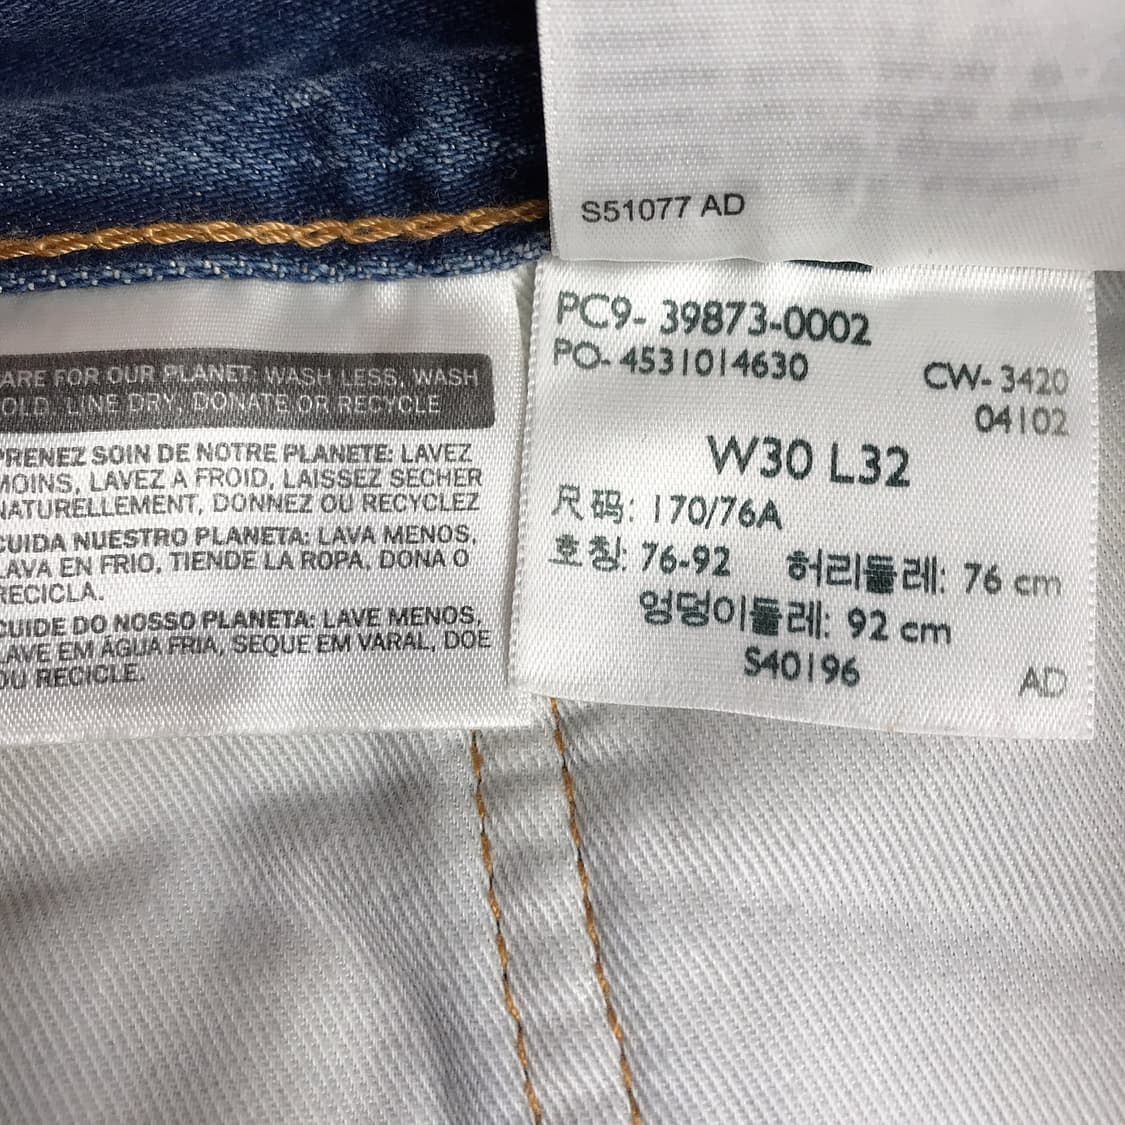 S51077 AD
ARE FOR OUR PLANET: WASH LESS, WASH
OLD, LINE DRY, DONATE OR RECYCLE
PRENEZ SOIN DE NOTRE PLANETE: LAVEZ
MOINS, LAVEZ A FROID, LAISSEZ SECHER
NATURELLEMENT, DONNEZ OU RECYCLEZ
CUIDA NUESTRO PLANETA: LAVA MENOS,
LAVA EN FRIO, TIENDE LA ROPA, DONA O
RECICLA.
CUIDE DO NOSSO PLANETA: LAVE MENOS,
LAVE EM ÁGUA FRIA, SEQUE EM VARAL, DOE
OU RECICLE.
PC9- 39873-0002
PO- 4531014630
CW- 3420
04102
W30 L32
尺码: 170/76A
호칭: 76-92 허리둘레: 76 cm
엉덩이둘레: 92 cm
S40196
AD